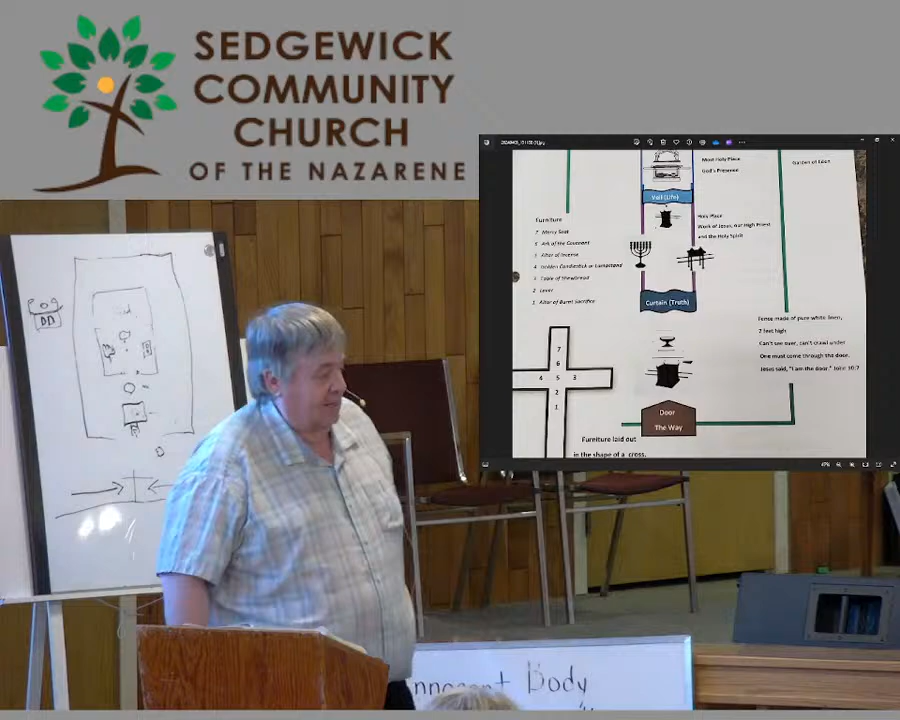 SEDGEWICK
COMMUNITY
CHURCH
OF THE NAZARENE
Most Holy Place
God's Presence
Garden of Eden
Veil (Life)
Holy Place
Work of Jesus, our High Priest
and the Holy Spirit
Furniture
7 Mercy Seat
Ark of the Covenant
Altar of Incense
4 Golden Candlestick or Lampstand
Table of Shewbread
2 Laver
1 Altar of Burnt Sacrifice
Curtain (Truth)
Fence made of pure white linen,
7 feet high
Can't see over, can't crawl under
One must come through the door.
Jesus said, "I am the door." John 10:7
7
6
4 5 3
2
1
Door
The Way
Furniture laid out
in the shape of a cross.
Body